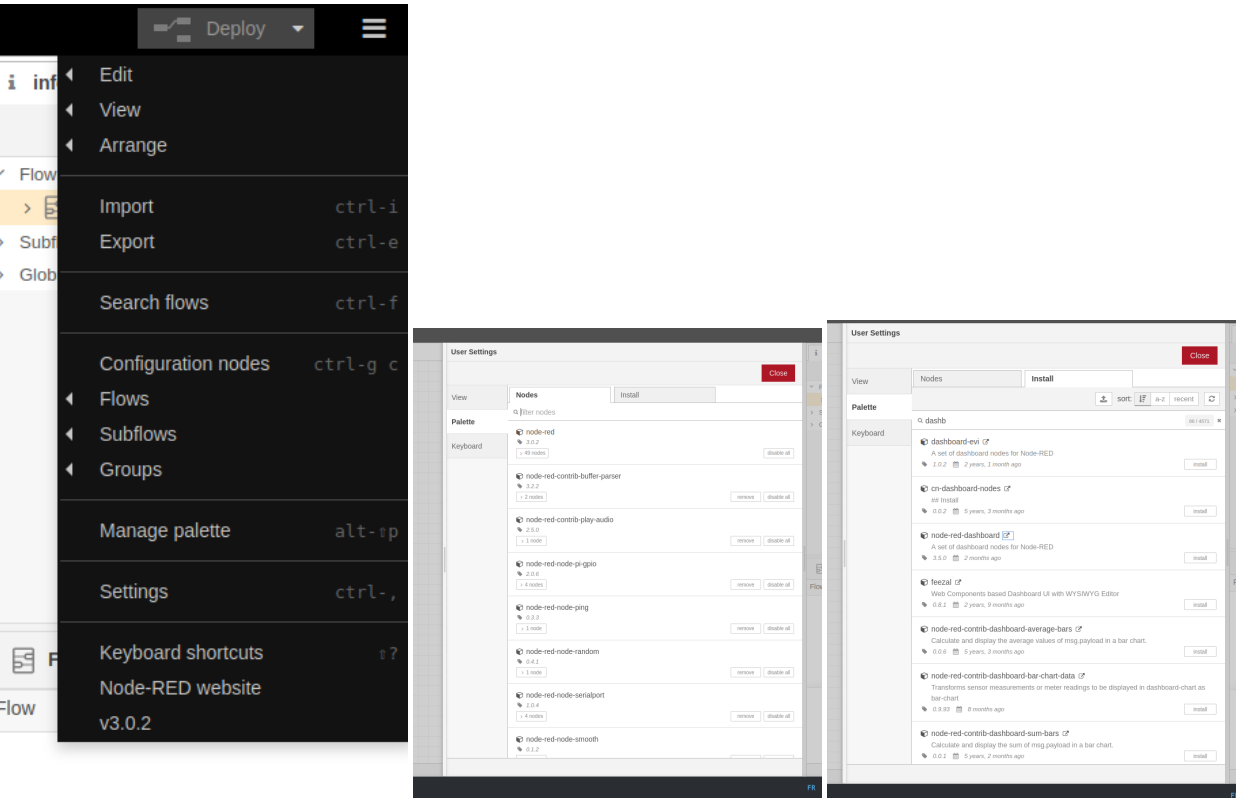 Deploy
inf
Edit
View
Arrange
Flow
Subfl
Glob
Import ctrl-i
Export ctrl-e
Search flows ctrl-f
Configuration nodes ctrl-g c
Flows
Subflows
Groups
Manage palette alt-⇧p
Settings ctrl-,
Keyboard shortcuts ⇧?
Node-RED website
v3.0.2
F
Flow
User Settings
Close
View
Palette
Keyboard
Nodes Install
filter nodes
node-red
3.0.2
49 nodes disable all
node-red-contrib-buffer-parser
3.2.2
2 nodes remove disable all
node-red-contrib-play-audio
2.5.0
1 node remove disable all
node-red-node-pi-gpio
2.0.6
4 nodes remove disable all
node-red-node-ping
0.3.3
1 node remove disable all
node-red-node-random
0.4.1
1 node remove disable all
node-red-node-serialport
1.0.4
4 nodes remove disable all
node-red-node-smooth
0.1.2
Flow
FR
User Settings
Close
View
Palette
Keyboard
Nodes Install
sort: a-z recent
dashb
dashboard-evi
A set of dashboard nodes for Node-RED
1.0.2 2 years, 1 month ago install
cn-dashboard-nodes
## Install
0.0.2 5 years, 3 months ago install
node-red-dashboard
A set of dashboard nodes for Node-RED
3.5.0 2 months ago install
feezal
Web Components based Dashboard UI with WYSIWYG Editor
0.8.1 2 years, 9 months ago install
node-red-contrib-dashboard-average-bars
Calculate and display the average values of msg.payload in a bar chart.
0.0.6 5 years, 3 months ago install
node-red-contrib-dashboard-bar-chart-data
Transforms sensor measurements or meter readings to be displayed in dashboard-chart as
bar-chart
0.9.93 8 months ago install
node-red-contrib-dashboard-sum-bars
Calculate and display the sum of msg.payload in a bar chart.
0.0.1 5 years, 2 months ago install